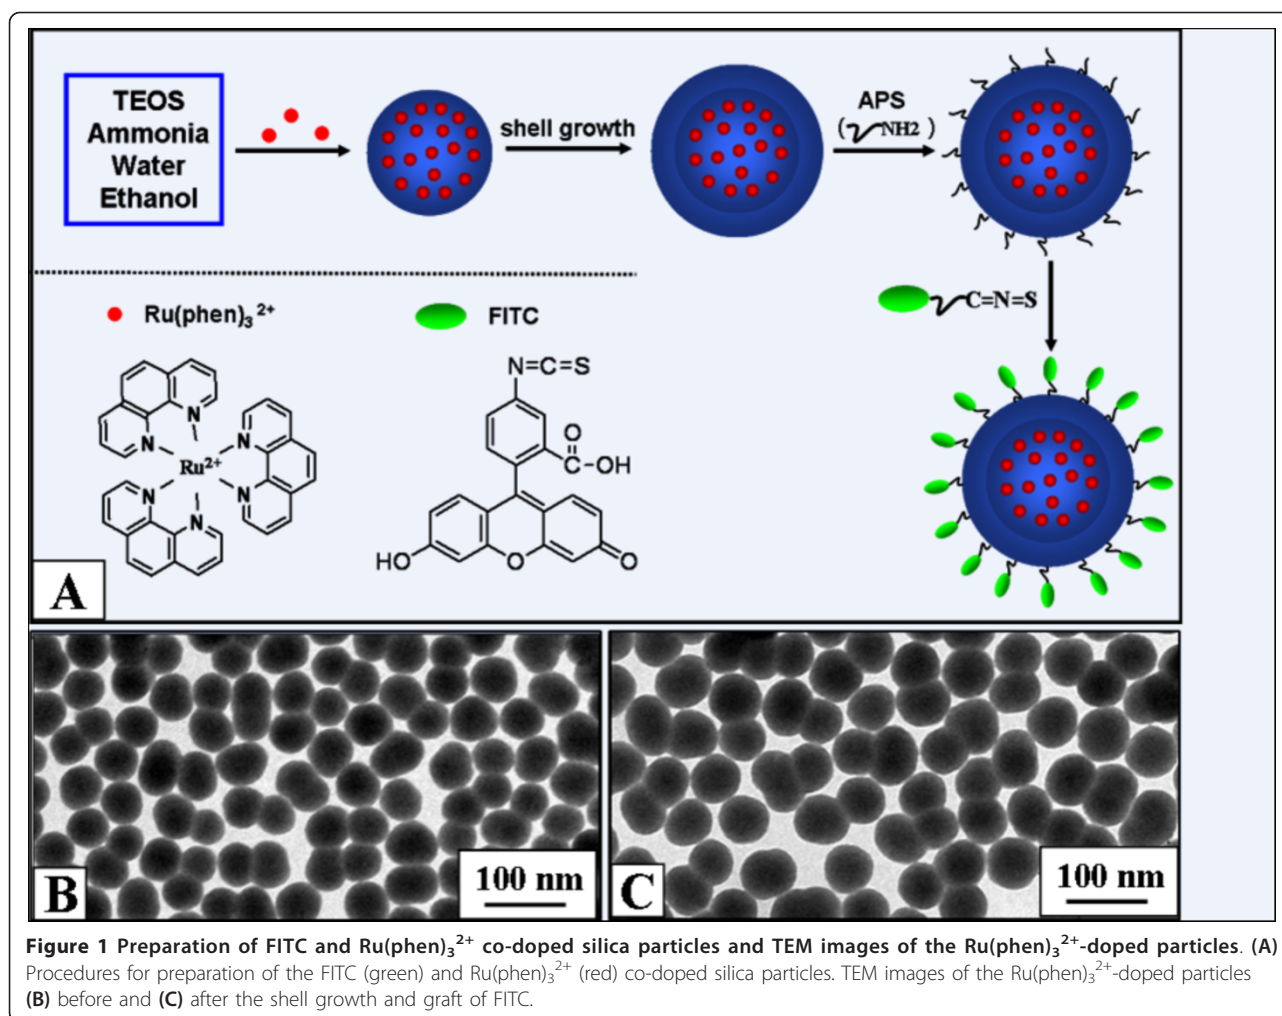 TEOS
Ammonia
Water
Ethanol
shell growth
APS
( NH2 )
C=N=S
Ru(phen)₃²⁺
FITC
N=C=S
O
C-OH
N
N
N
Ru²⁺
N
N
N
HO
O
O
A
B
100 nm
C
100 nm
Figure 1 Preparation of FITC and Ru(phen)₃²⁺ co-doped silica particles and TEM images of the Ru(phen)₃²⁺-doped particles. (A)
Procedures for preparation of the FITC (green) and Ru(phen)₃²⁺ (red) co-doped silica particles. TEM images of the Ru(phen)₃²⁺-doped particles
(B) before and (C) after the shell growth and graft of FITC.